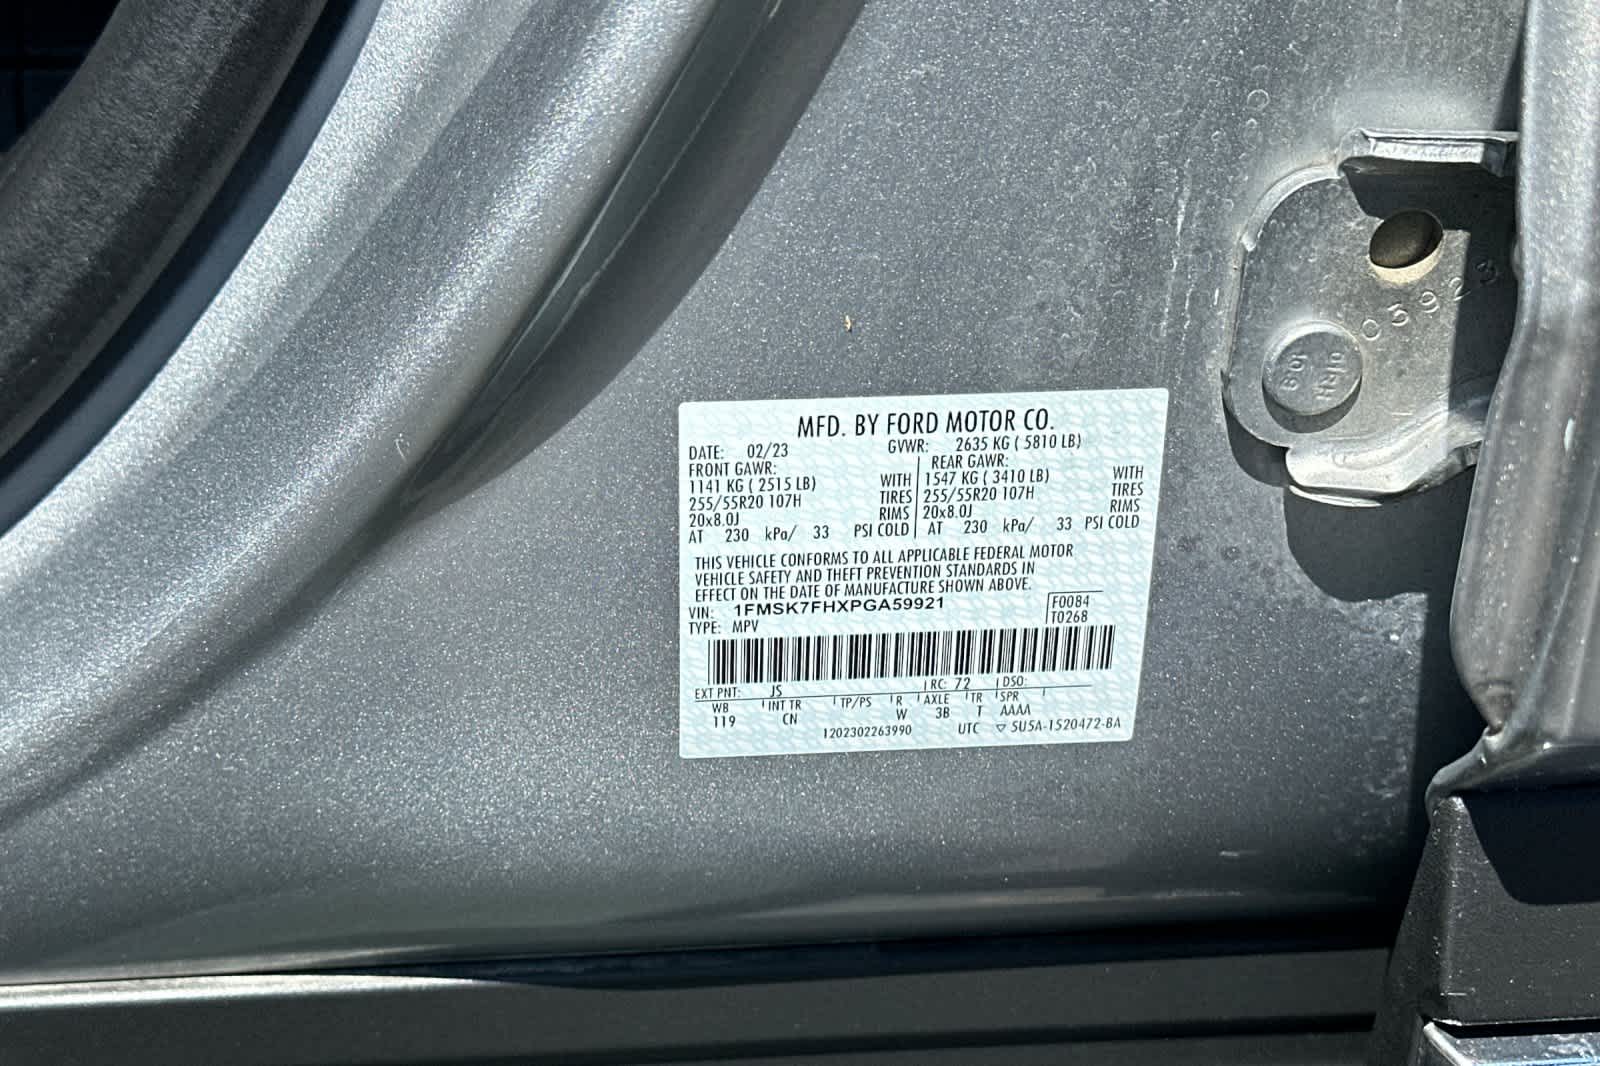 MFD. BY FORD MOTOR CO.
DATE: 02/23 GVWR: 2635 KG ( 5810 LB)
FRONT GAWR: REAR GAWR:
1141 KG ( 2515 LB) WITH 1547 KG ( 3410 LB) WITH
255/55R20 107H TIRES 255/55R20 107H TIRES
20x8.0J RIMS 20x8.0J RIMS
AT 230 kPa/ 33 PSI COLD AT 230 kPa/ 33 PSI COLD
THIS VEHICLE CONFORMS TO ALL APPLICABLE FEDERAL MOTOR
VEHICLE SAFETY AND THEFT PREVENTION STANDARDS IN
EFFECT ON THE DATE OF MANUFACTURE SHOWN ABOVE.
VIN: 1FMSK7FHXPGA59921 F0084
TYPE: MPV T0268
EXT PNT: JS RC: 72 DSO:
WB INT TR TP/PS R AXLE TR SPR
119 CN W 3B T AAAA
1202302263990 UTC ▽ 5U5A-1520472-BA
03923